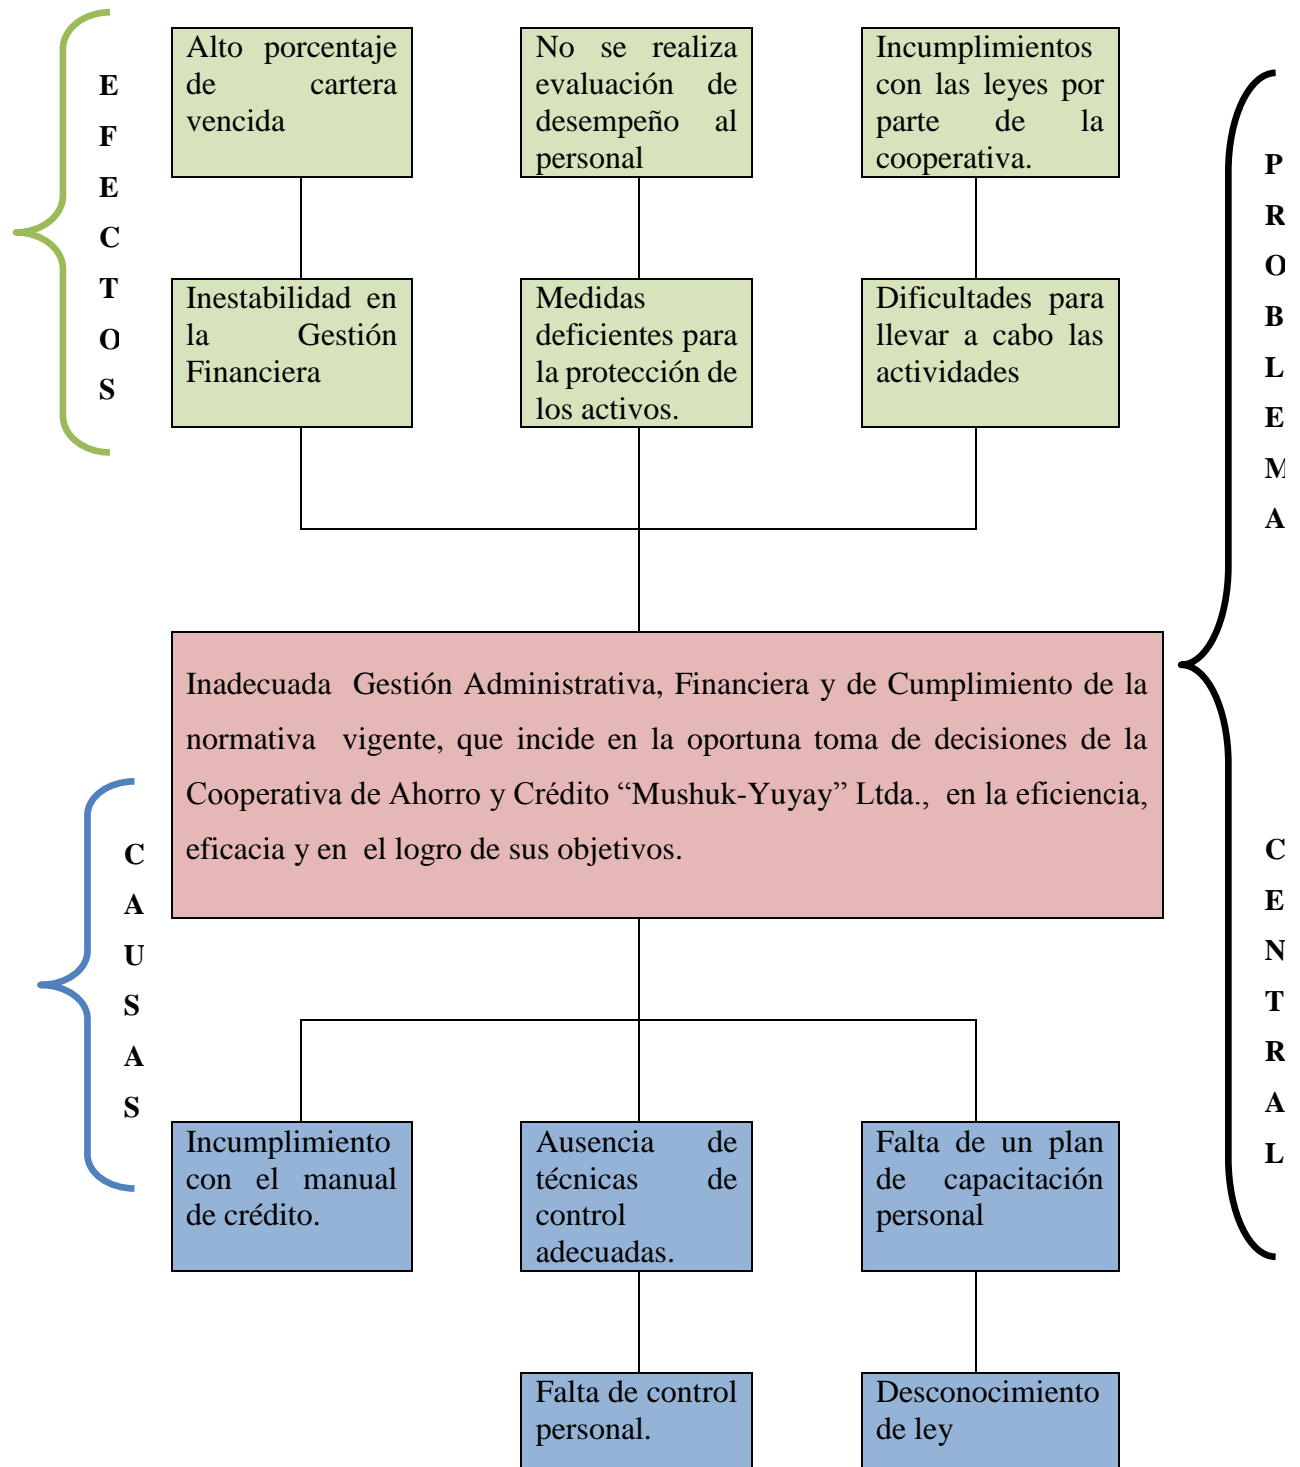 EFECTOS
Alto porcentaje
de cartera
vencida
No se realiza
evaluación de
desempeño al
personal
Incumplimientos
con las leyes por
parte de la
cooperativa.
Inestabilidad en
la Gestión
Financiera
Medidas
deficientes para
la protección de
los activos.
Dificultades para
llevar a cabo las
actividades
PROBLEMA
CENTRAL
Inadecuada Gestión Administrativa, Financiera y de Cumplimiento de la
normativa vigente, que incide en la oportuna toma de decisiones de la
Cooperativa de Ahorro y Crédito “Mushuk-Yuyay” Ltda., en la eficiencia,
eficacia y en el logro de sus objetivos.
CAUSAS
Incumplimiento
con el manual
de crédito.
Ausencia de
técnicas de
control
adecuadas.
Falta de un plan
de capacitación
personal
Falta de control
personal.
Desconocimiento
de ley